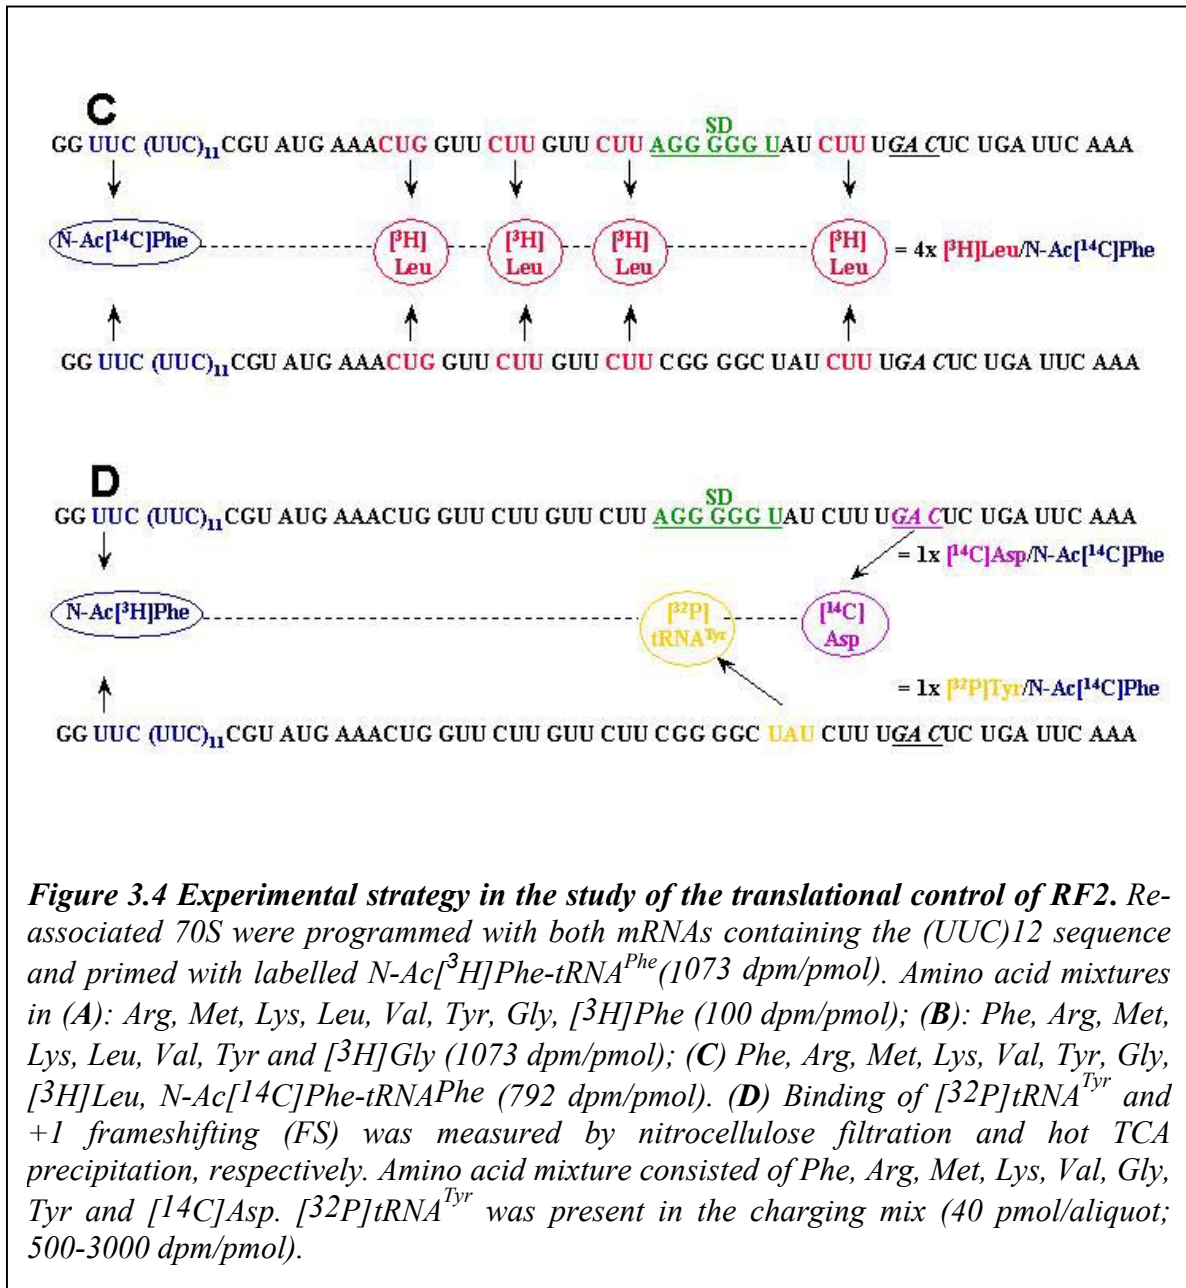 C
SD
GG UUC (UUC)11CGU AUG AAACUG GUU CUU GUU CUU AGG GGG UAU CUU UGAC UC UGA UUC AAA
N-Ac[14C]Phe [3H] Leu [3H] Leu [3H] Leu [3H] Leu = 4x [3H]Leu/N-Ac[14C]Phe
GG UUC (UUC)11CGU AUG AAACUG GUU CUU GUU CUU CGG GGC UAU CUU UGAC UC UGA UUC AAA
D
SD
GG UUC (UUC)11CGU AUG AAACUG GUU CUU GUU CUU AGG GGG UAU CUUU GAC UC UGA UUC AAA
= 1x [14C]Asp/N-Ac[14C]Phe
N-Ac[3H]Phe [32P] tRNATyr [14C] Asp
= 1x [32P]Tyr/N-Ac[14C]Phe
GG UUC (UUC)11CGU AUG AAACUG GUU CUU GUU CUU CGG GGC UAU CUU UGAC UC UGA UUC AAA
Figure 3.4 Experimental strategy in the study of the translational control of RF2. Re-
associated 70S were programmed with both mRNAs containing the (UUC)12 sequence
and primed with labelled N-Ac[3H]Phe-tRNAPhe(1073 dpm/pmol). Amino acid mixtures
in (A): Arg, Met, Lys, Leu, Val, Tyr, Gly, [3H]Phe (100 dpm/pmol); (B): Phe, Arg, Met,
Lys, Leu, Val, Tyr and [3H]Gly (1073 dpm/pmol); (C) Phe, Arg, Met, Lys, Val, Tyr, Gly,
[3H]Leu, N-Ac[14C]Phe-tRNAPhe (792 dpm/pmol). (D) Binding of [32P]tRNATyr and
+1 frameshifting (FS) was measured by nitrocellulose filtration and hot TCA
precipitation, respectively. Amino acid mixture consisted of Phe, Arg, Met, Lys, Val, Gly,
Tyr and [14C]Asp. [32P]tRNATyr was present in the charging mix (40 pmol/aliquot;
500-3000 dpm/pmol).